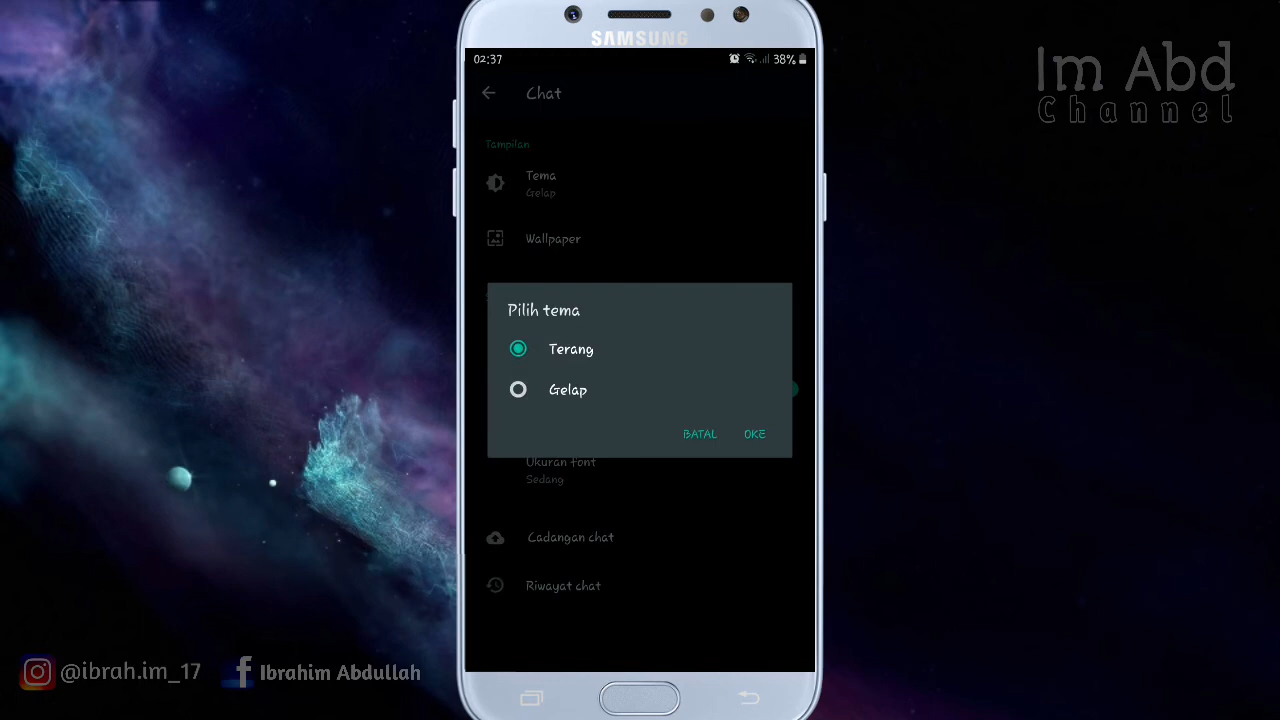 SAMSUNG
02:37
38%
Im Abd
Channel
Chat
Tampilan
Tema
Gelap
Wallpaper
Pilih tema
Terang
Gelap
BATAL
OKE
Ukuran font
Sedang
Cadangan chat
Riwayat chat
@ibrah.im_17
Ibrahim Abdullah